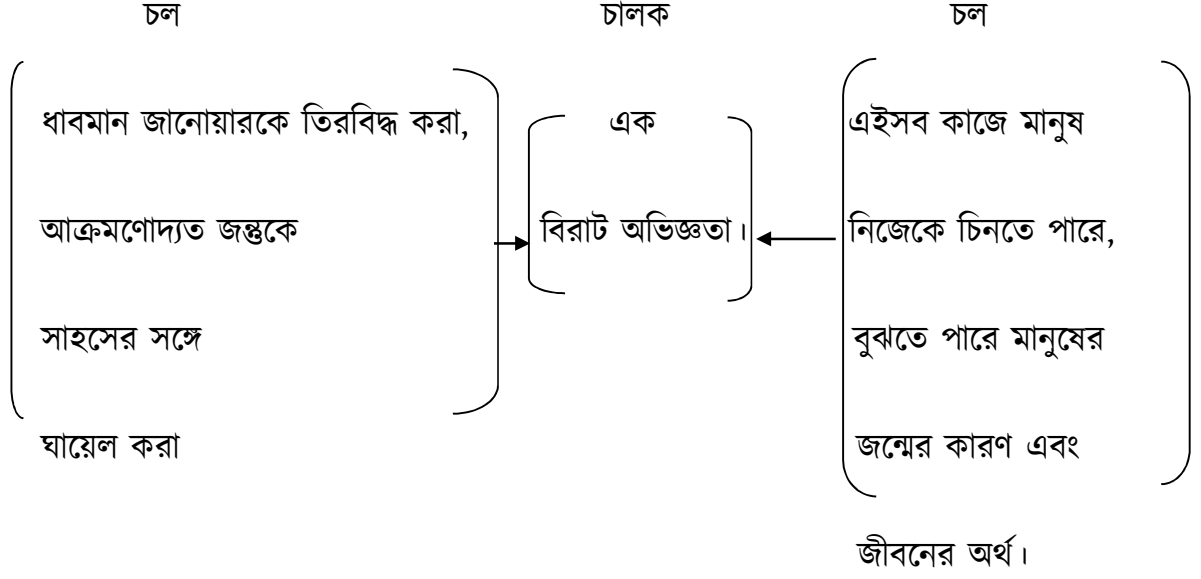 চল চালক চল
ধাবমান জানোয়ারকে তিরবিদ্ধ করা,
আক্রমণোদ্যত জন্তুকে
সাহসের সঙ্গে
ঘায়েল করা
এক
বিরাট অভিজ্ঞতা।
এইসব কাজে মানুষ
নিজেকে চিনতে পারে,
বুঝতে পারে মানুষের
জন্মের কারণ এবং
জীবনের অর্থ।